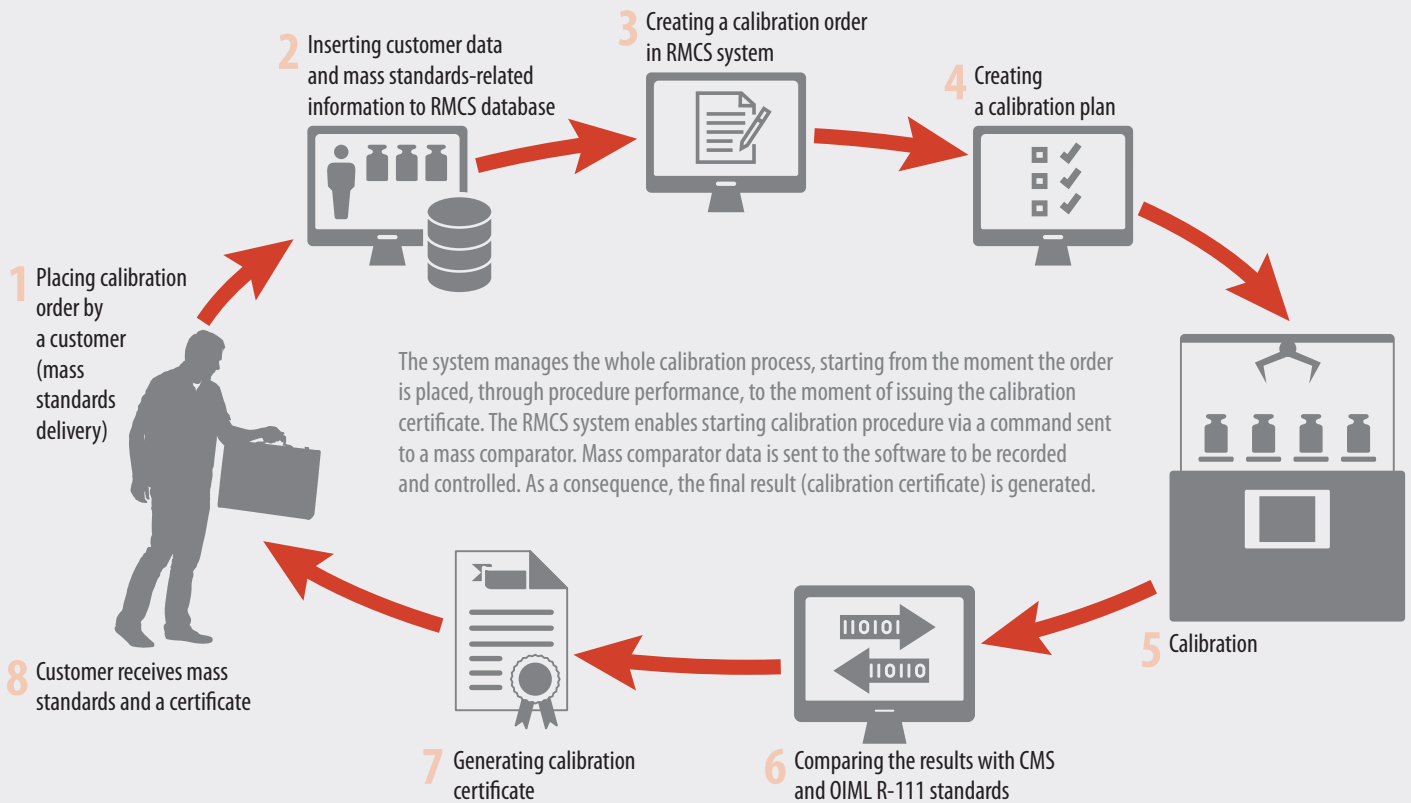 1 Placing calibration
order by
a customer
(mass
standards
delivery)
2 Inserting customer data
and mass standards-related
information to RMCS database
3 Creating a calibration order
in RMCS system
4 Creating
a calibration plan
The system manages the whole calibration process, starting from the moment the order
is placed, through procedure performance, to the moment of issuing the calibration
certificate. The RMCS system enables starting calibration procedure via a command sent
to a mass comparator. Mass comparator data is sent to the software to be recorded
and controlled. As a consequence, the final result (calibration certificate) is generated.
5 Calibration
11010I
110110
6 Comparing the results with CMS
and OIML R-111 standards
7 Generating calibration
certificate
8 Customer receives mass
standards and a certificate